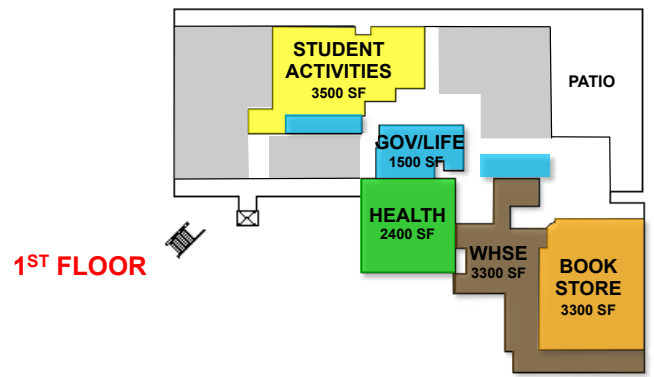 STUDENT
ACTIVITIES
3500 SF
PATIO
GOV/LIFE
1500 SF
HEALTH
2400 SF
WHSE
3300 SF
1ST FLOOR
BOOK
STORE
3300 SF